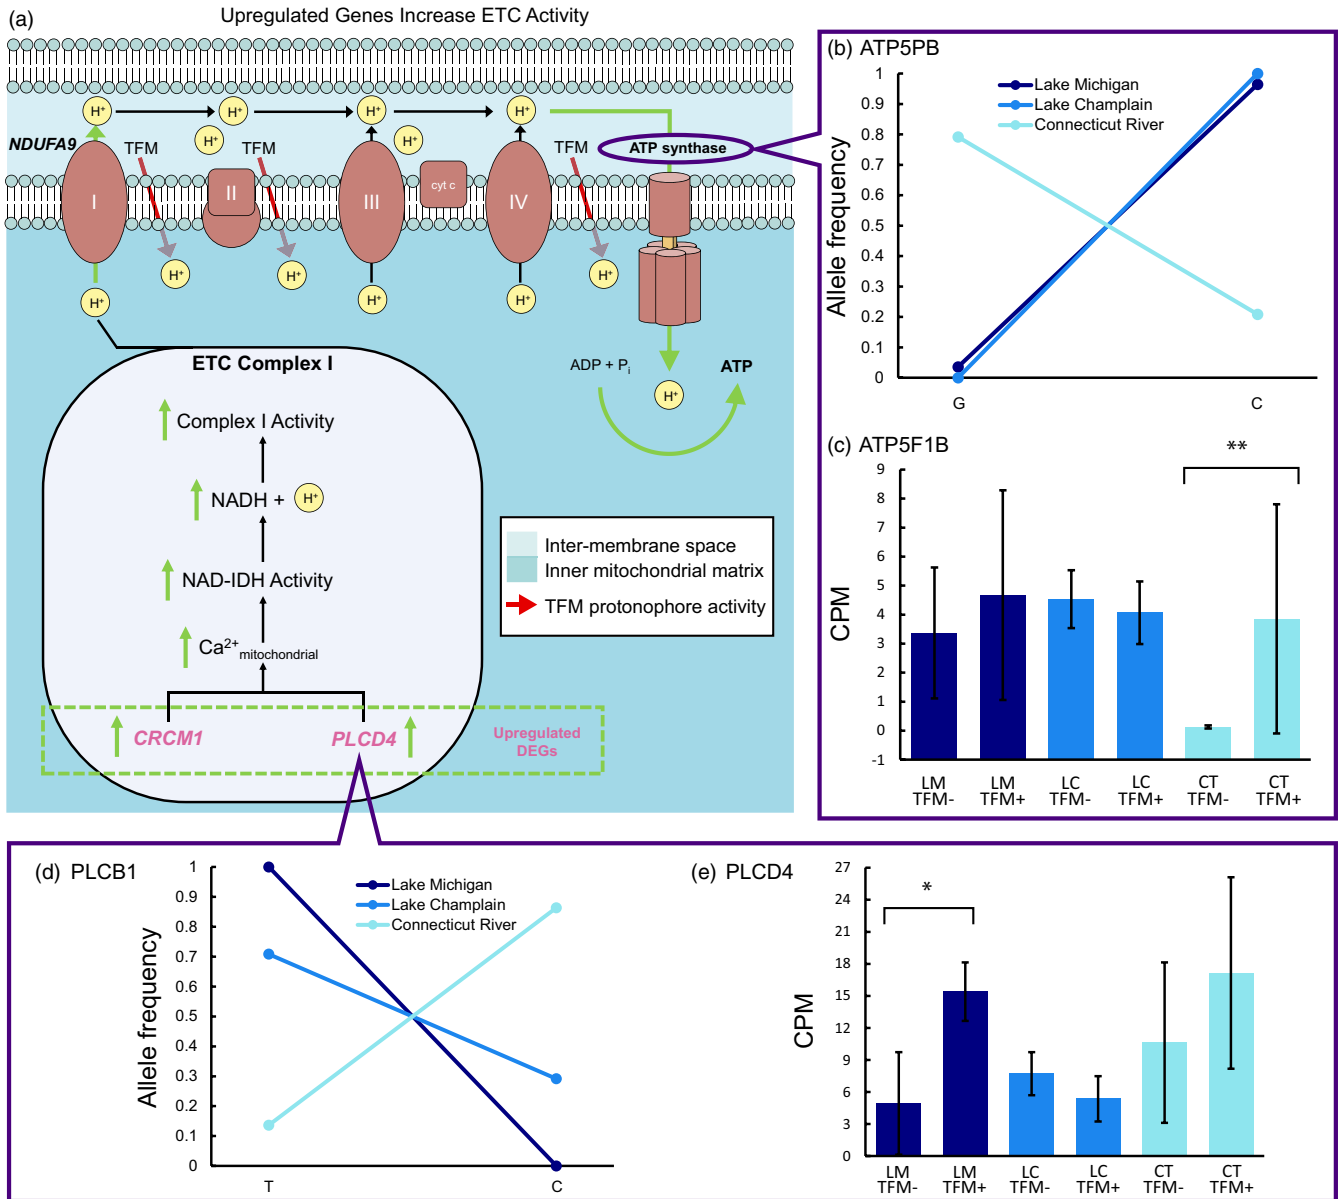 (a)
Upregulated Genes Increase ETC Activity
H⁺ H⁺ H⁺ H⁺
H⁺ H⁺
NDUFA9
TFM TFM TFM
ATP synthase
I II III cyt c IV
H⁺ H⁺ H⁺
H⁺ H⁺ H⁺
ETC Complex I
Complex I Activity
NADH + H⁺
NAD-IDH Activity
Ca²⁺ mitochondrial
CRCM1 PLCD4
Upregulated
DEGs
ADP + Pᵢ ATP
H⁺
Inter-membrane space
Inner mitochondrial matrix
TFM protonophore activity
(b) ATP5PB
Lake Michigan
Lake Champlain
Connecticut River
Allele frequency
1
0.9
0.8
0.7
0.6
0.5
0.4
0.3
0.2
0.1
0
G C
(c) ATP5F1B
**
CPM
9
8
7
6
5
4
3
2
1
0
-1
LM LM LC LC CT CT
TFM- TFM+ TFM- TFM+ TFM- TFM+
(d) PLCB1
Lake Michigan
Lake Champlain
Connecticut River
Allele frequency
1
0.9
0.8
0.7
0.6
0.5
0.4
0.3
0.2
0.1
0
T C
(e) PLCD4
*
CPM
27
24
21
18
15
12
9
6
3
0
LM LM LC LC CT CT
TFM- TFM+ TFM- TFM+ TFM- TFM+